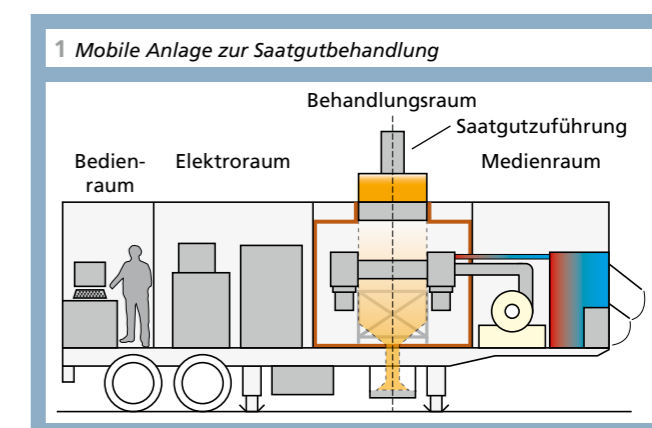 1 Mobile Anlage zur Saatgutbehandlung
Behandlungsraum
Saatgutzuführung
Bedien-
raum
Elektroraum
Medienraum